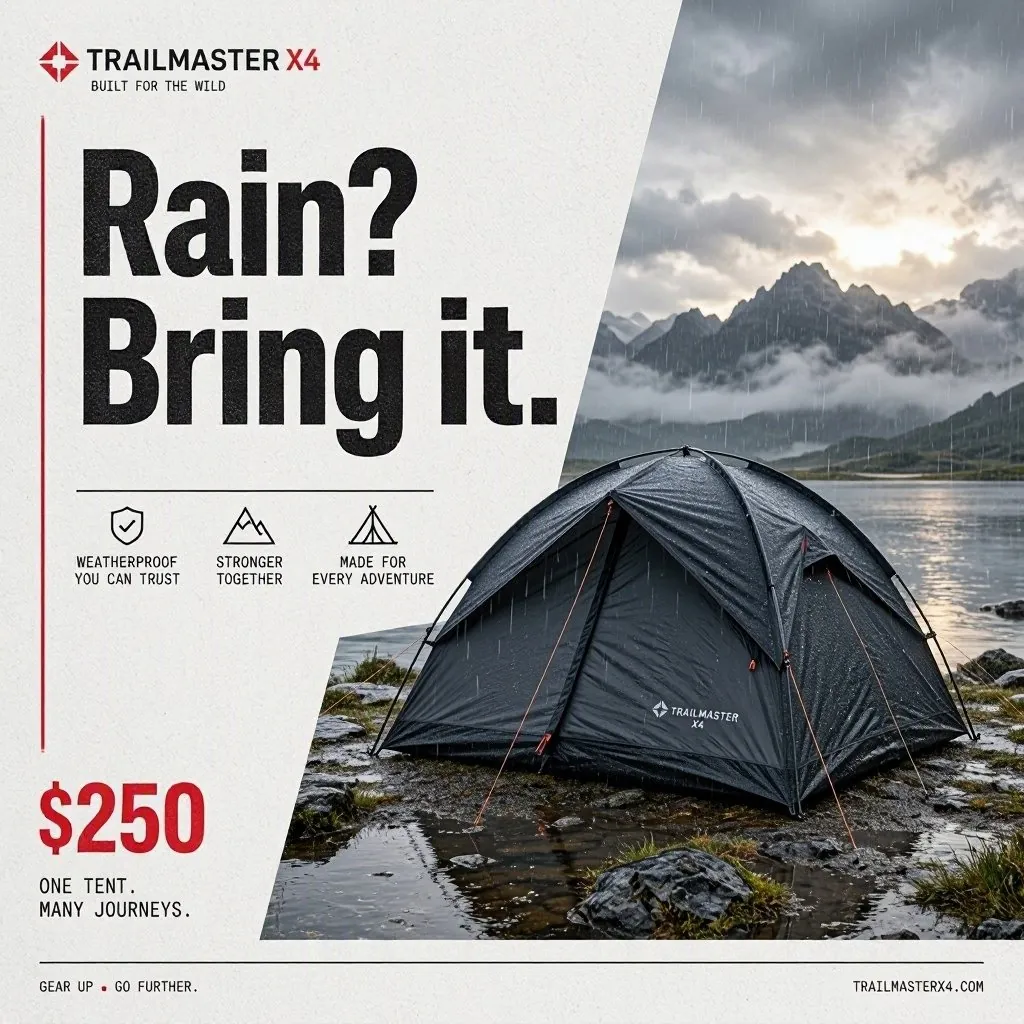 TRAILMASTER X4
BUILT FOR THE WILD
Rain?
Bring it.
WEATHERPROOF
YOU CAN TRUST
STRONGER
TOGETHER
MADE FOR
EVERY ADVENTURE
TRAILMASTER
X4
$250
ONE TENT.
MANY JOURNEYS.
GEAR UP • GO FURTHER.
TRAILMASTERX4.COM